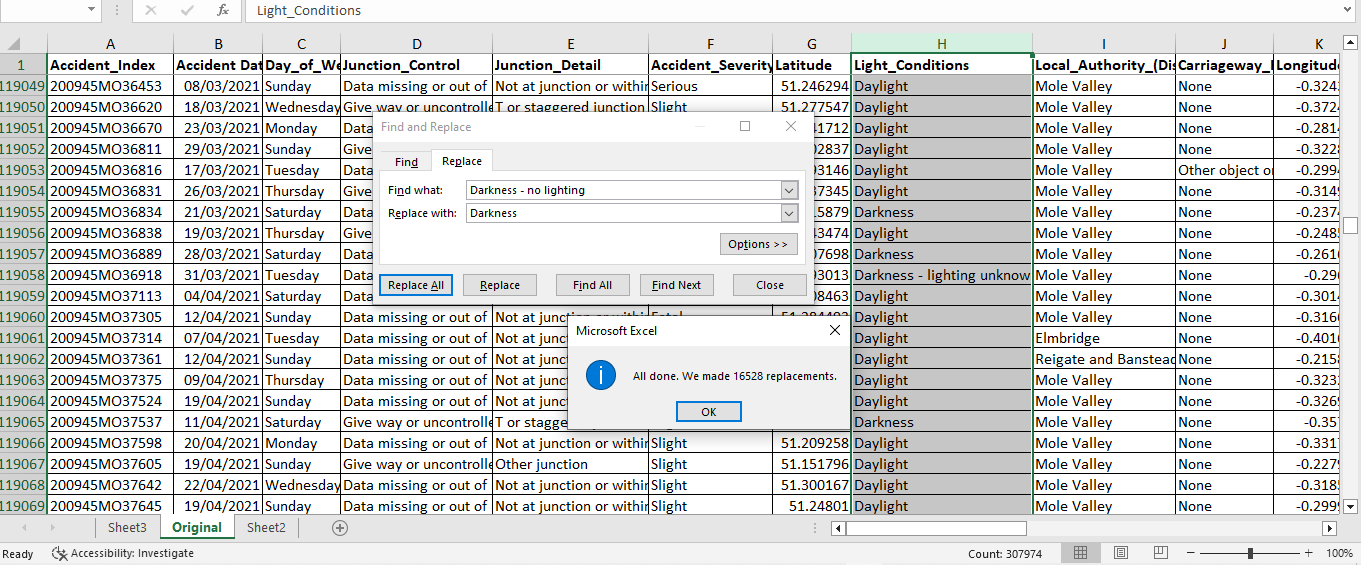 Light_Conditions
A B C D E F G H I J K
1 Accident_Index Accident Dat Day_of_We Junction_Control Junction_Detail Accident_Severity Latitude Light_Conditions Local_Authority_(Dis Carriageway_ Longitude
119049 200945MO36453 08/03/2021 Sunday Data missing or out of Not at junction or within Serious 51.246294 Daylight Mole Valley None -0.324
119050 200945MO36620 18/03/2021 Wednesday Give way or uncontrolle T or staggered junction Slight 51.277547 Daylight Mole Valley None -0.372
119051 200945MO36670 23/03/2021 Monday Data 1712 Daylight Mole Valley None -0.281
119052 200945MO36811 29/03/2021 Sunday Give 2837 Daylight Mole Valley None -0.322
119053 200945MO36816 17/03/2021 Tuesday Data 3146 Daylight Mole Valley Other object or -0.299
119054 200945MO36831 26/03/2021 Thursday Give 7345 Daylight Mole Valley None -0.314
119055 200945MO36834 21/03/2021 Saturday Data 5879 Darkness Mole Valley None -0.237
119056 200945MO36838 19/03/2021 Thursday Give 3474 Daylight Mole Valley None -0.248
119057 200945MO36889 28/03/2021 Saturday Data 7698 Darkness Mole Valley None -0.261
119058 200945MO36918 31/03/2021 Tuesday Data 3013 Darkness - lighting unknow Mole Valley None -0.29
119059 200945MO37113 04/04/2021 Saturday Data 8463 Daylight Mole Valley None -0.301
119060 200945MO37305 12/04/2021 Sunday Data missing or out of Not at junction or within Fatal 51.284492 Daylight Mole Valley None -0.316
119061 200945MO37314 07/04/2021 Tuesday Data missing or out of Not at junc Daylight Elmbridge None -0.401
119062 200945MO37361 12/04/2021 Sunday Data missing or out of Not at junc Daylight Reigate and Banstead None -0.215
119063 200945MO37375 09/04/2021 Thursday Data missing or out of Not at junc Daylight Mole Valley None -0.323
119064 200945MO37524 19/04/2021 Sunday Data missing or out of Not at junc Daylight Mole Valley None -0.326
119065 200945MO37537 11/04/2021 Saturday Give way or uncontrolle T or stagge Darkness Mole Valley None -0.35
119066 200945MO37598 20/04/2021 Monday Data missing or out of Not at junction or within Slight 51.209258 Daylight Mole Valley None -0.331
119067 200945MO37605 19/04/2021 Sunday Give way or uncontrolle Other junction Slight 51.151796 Daylight Mole Valley None -0.227
119068 200945MO37642 22/04/2021 Wednesday Data missing or out of Not at junction or within Slight 51.300167 Daylight Mole Valley None -0.318
119069 200945MO37645 19/04/2021 Sunday Data missing or out of Not at junction or within Slight 51.24801 Daylight Mole Valley None -0.299
Find and Replace
Find Replace
Find what: Darkness - no lighting
Replace with: Darkness
Options >>
Replace All Replace Find All Find Next Close
Microsoft Excel
All done. We made 16528 replacements.
OK
Sheet3 Original Sheet2
Ready Accessibility: Investigate Count: 307974 100%